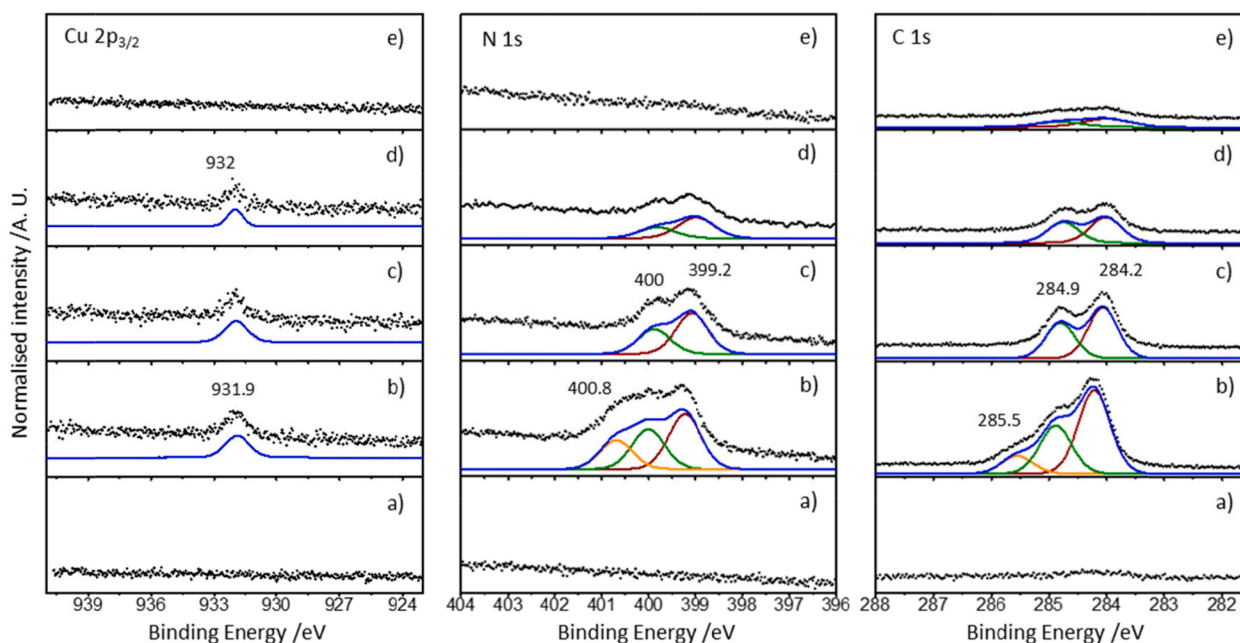 Normalised intensity /A. U.
Cu 2p3/2
e)
d)
932
c)
b)
931.9
a)
939 936 933 930 927 924
Binding Energy /eV
N 1s
e)
d)
c)
400
399.2
b)
400.8
a)
404 403 402 401 400 399 398 397 396
Binding Energy /eV
C 1s
e)
d)
c)
284.9
284.2
b)
285.5
a)
288 287 286 285 284 283 282
Binding Energy /eV